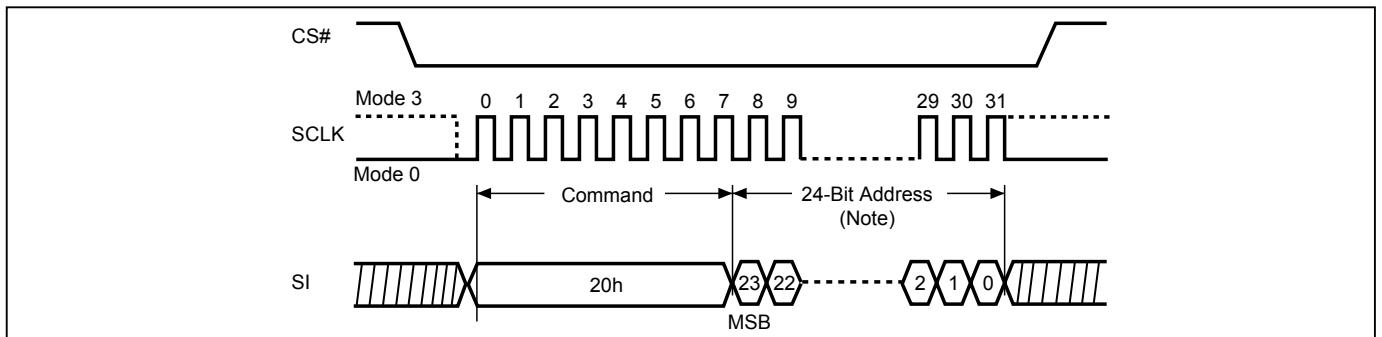 CS#
Mode 3
0 1 2 3 4 5 6 7 8 9 29 30 31
SCLK
Mode 0
Command
24-Bit Address
(Note)
SI
20h
23 22 2 1 0
MSB